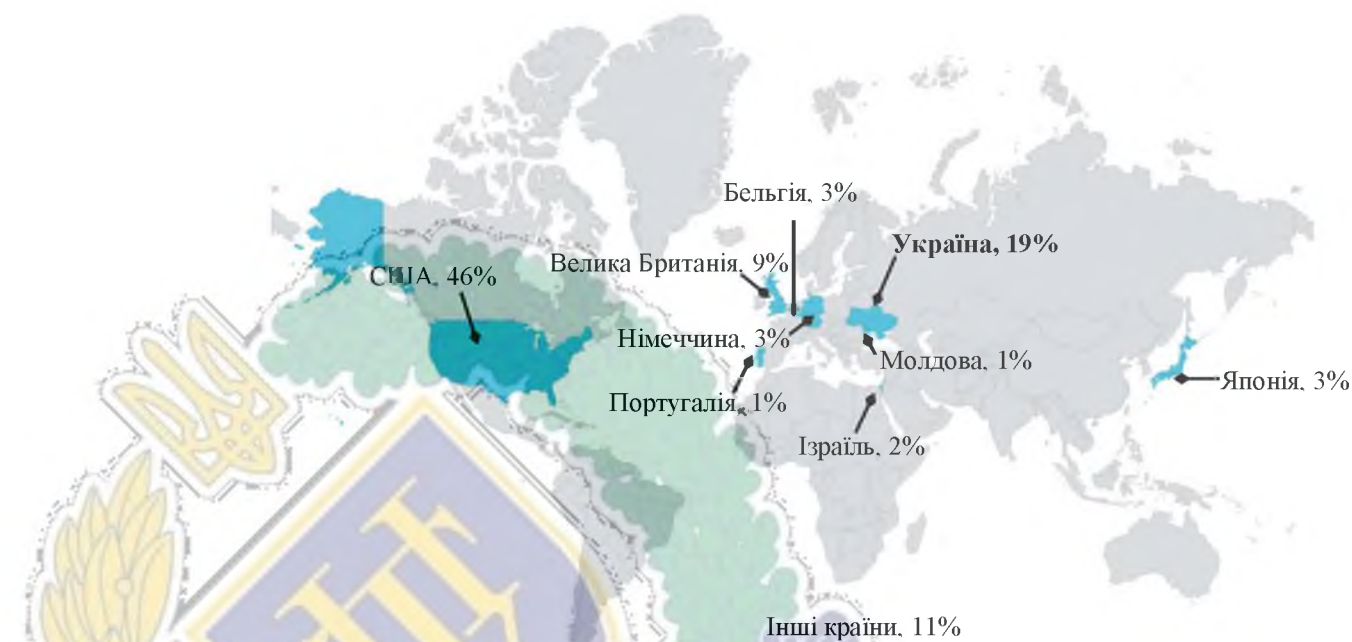 Бельгія, 3%
Україна, 19%
Велика Британія, 9%
США, 46%
Німеччина, 3%
Молдова, 1%
Японія, 3%
Португалія, 1%
Ізраїль, 2%
Інші країни, 11%